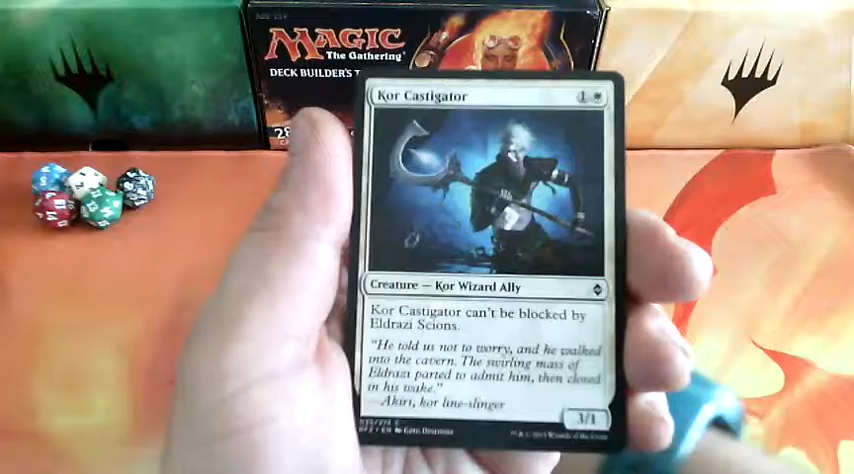 MAGIC
The Gathering
DECK BUILDER'S T
28
Kor Castigator
1
Creature — Kor Wizard Ally
Kor Castigator can't be blocked by
Eldrazi Scions.
"He told us not to worry, and he walked
into the cavern. The swirling mass of
Eldrazi parted to admit him, then closed
in his wake."
—Akiri, kor line-slinger
3/1